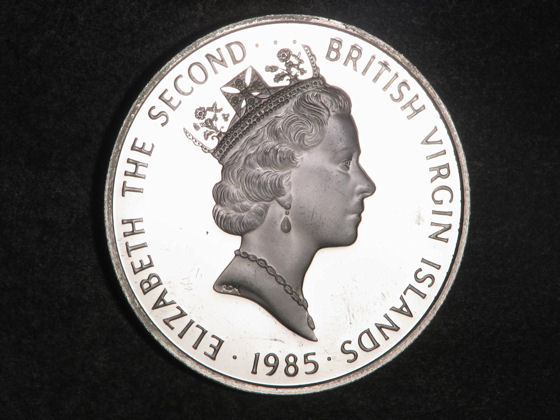 ELIZABETH THE SECOND · · · BRITISH VIRGIN ISLANDS
· 1985 ·